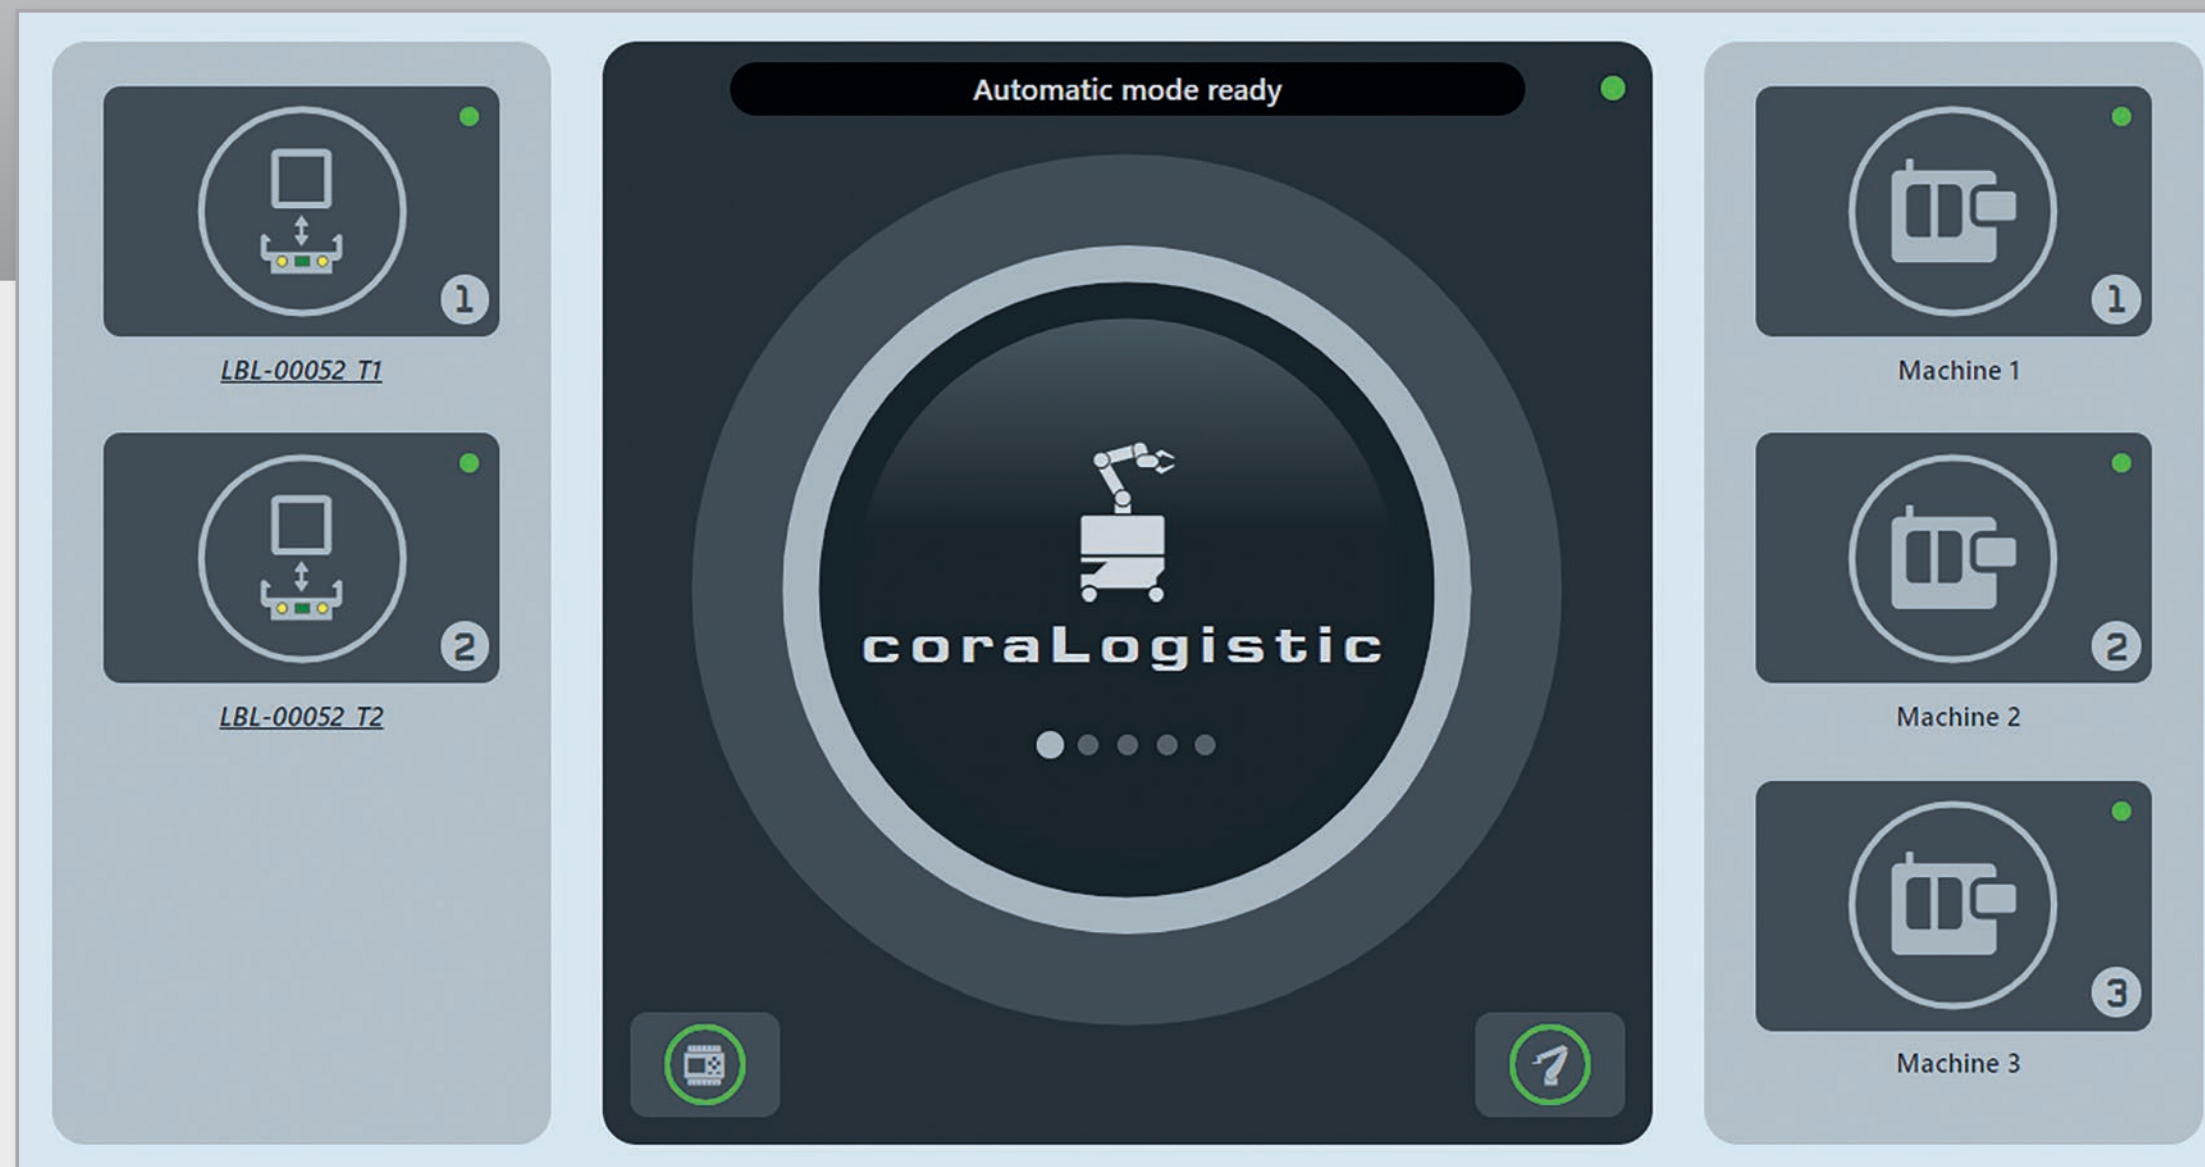 1
LBL-00052_T1
2
LBL-00052_T2
Automatic mode ready
coraLogistic
1
Machine 1
2
Machine 2
3
Machine 3